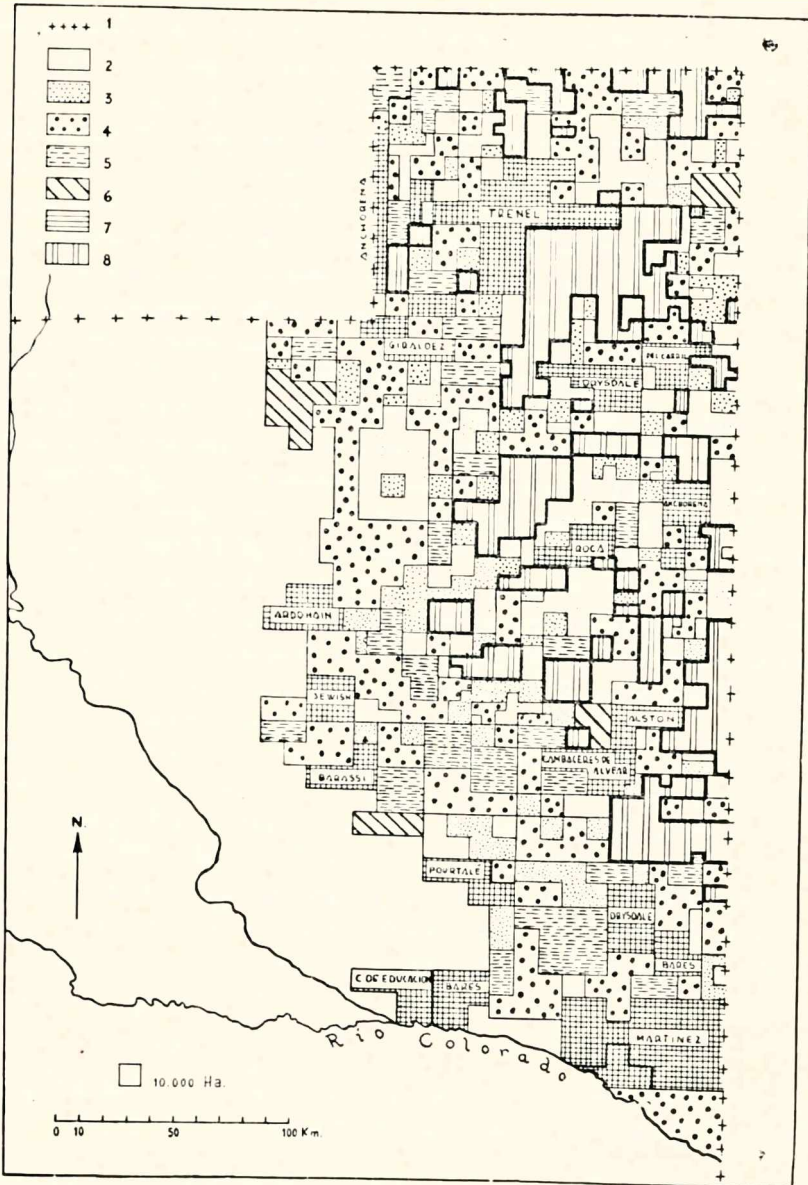 1
2
3
4
5
6
7
8
ANCHORENA
TRENEL
GIRALDEZ
DEL CARRIL
DRYSDALE
ANCHORENA
ROCA
ARDOHAIN
JEWISH
ALSTON
CAMBACERES DE
ALVEAR
BARASSI
N.
POURTALE
DRYSDALE
BARES
C. DE EDUCACION
BARES
MARTINEZ
Río Colorado
10.000 Ha.
0 10 50 100 Km.